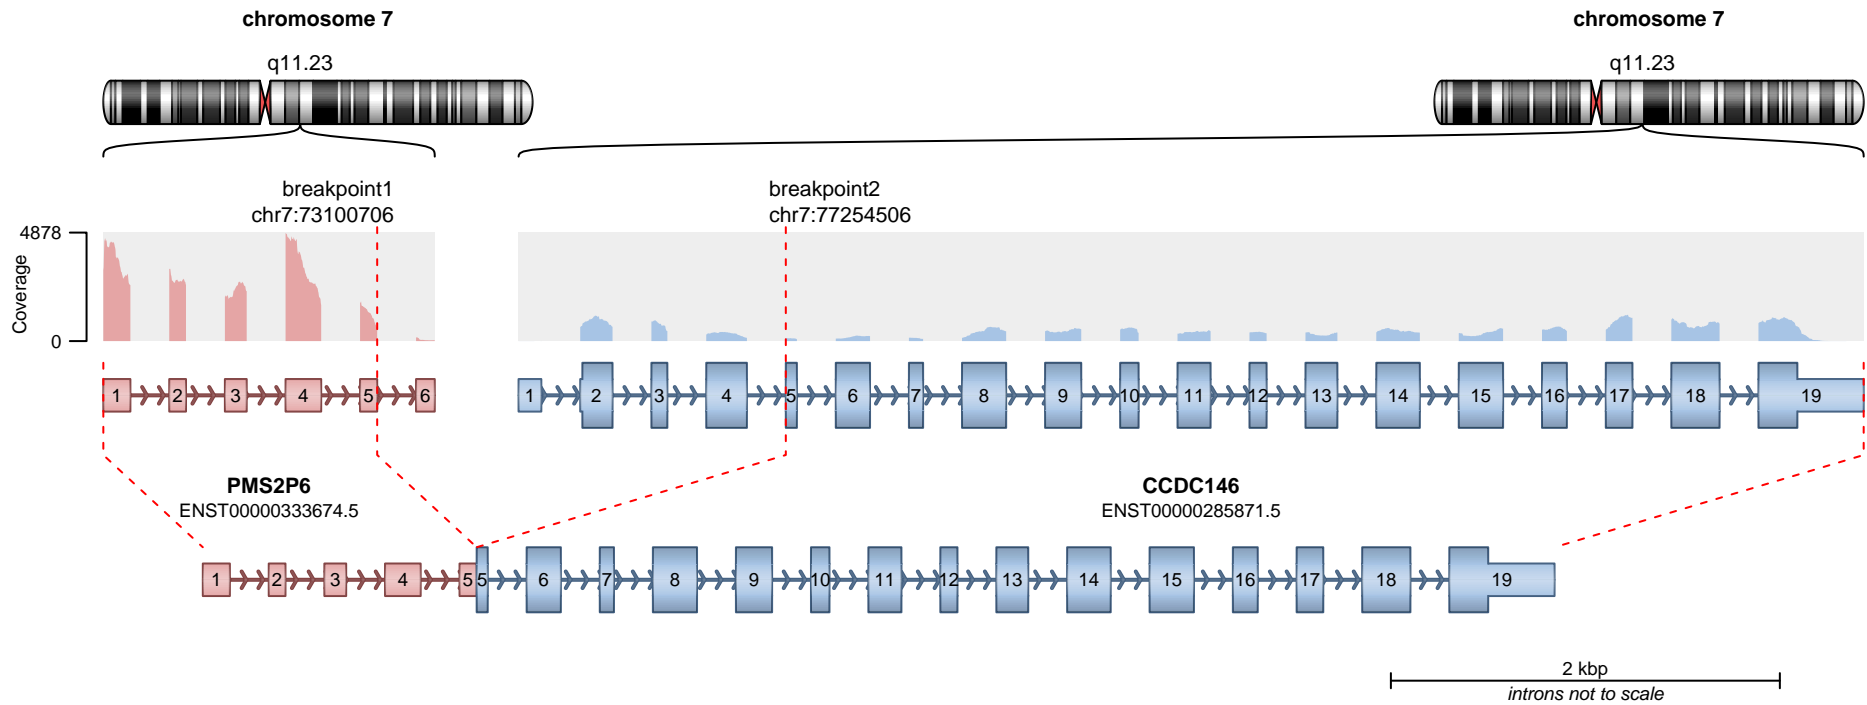 chromosome 7
chromosome 7
q11.23
q11.23
breakpoint1
chr7:73100706
breakpoint2
chr7:77254506
4878
Coverage
0
1 2 3 4 5 6
1 2 3 4 5 6 7 8 9 10 11 12 13 14 15 16 17 18 19
PMS2P6
ENST00000333674.5
CCDC146
ENST00000285871.5
1 2 3 4 5 5 6 7 8 9 10 11 12 13 14 15 16 17 18 19
2 kbp
introns not to scale